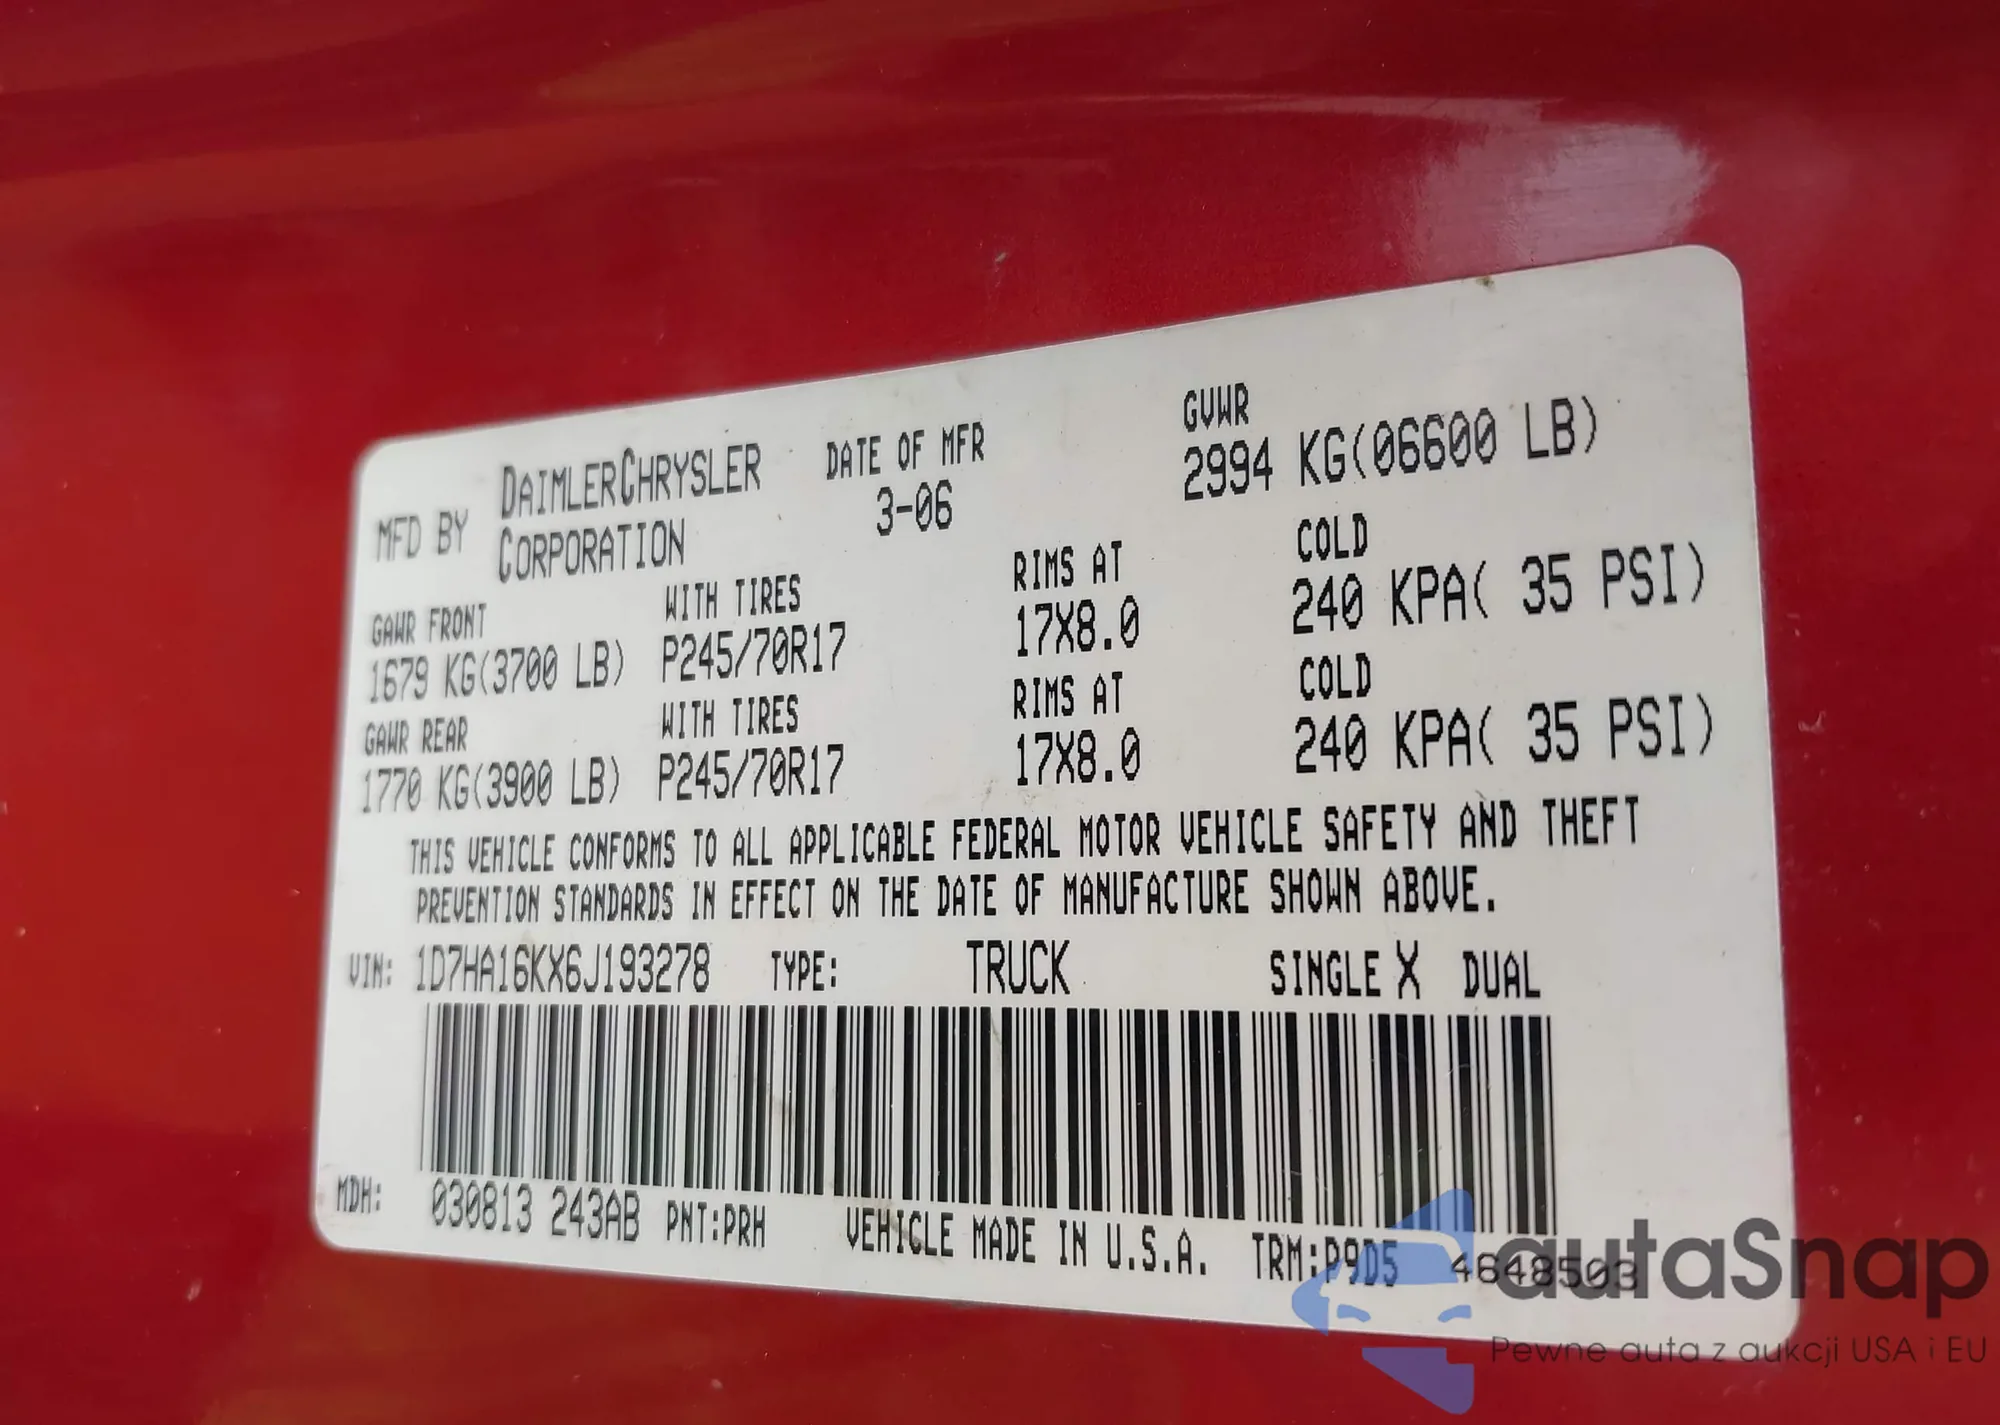 MFD BY DAIMLERCHRYSLER CORPORATION
DATE OF MFR
3-06
GVWR
2994 KG(06600 LB)
GAWR FRONT
1679 KG(3700 LB)
WITH TIRES
P245/70R17
RIMS AT
17X8.0
COLD
240 KPA( 35 PSI)
GAWR REAR
1770 KG(3900 LB)
WITH TIRES
P245/70R17
RIMS AT
17X8.0
COLD
240 KPA( 35 PSI)
THIS VEHICLE CONFORMS TO ALL APPLICABLE FEDERAL MOTOR VEHICLE SAFETY AND THEFT
PREVENTION STANDARDS IN EFFECT ON THE DATE OF MANUFACTURE SHOWN ABOVE.
VIN: 1D7HA16KX6J193278 TYPE: TRUCK SINGLE X DUAL
MDH: 030813 243AB PNT:PRH VEHICLE MADE IN U.S.A. TRM:P9D5 4648503
autaSnap
Pewne auta z aukcji USA i EU